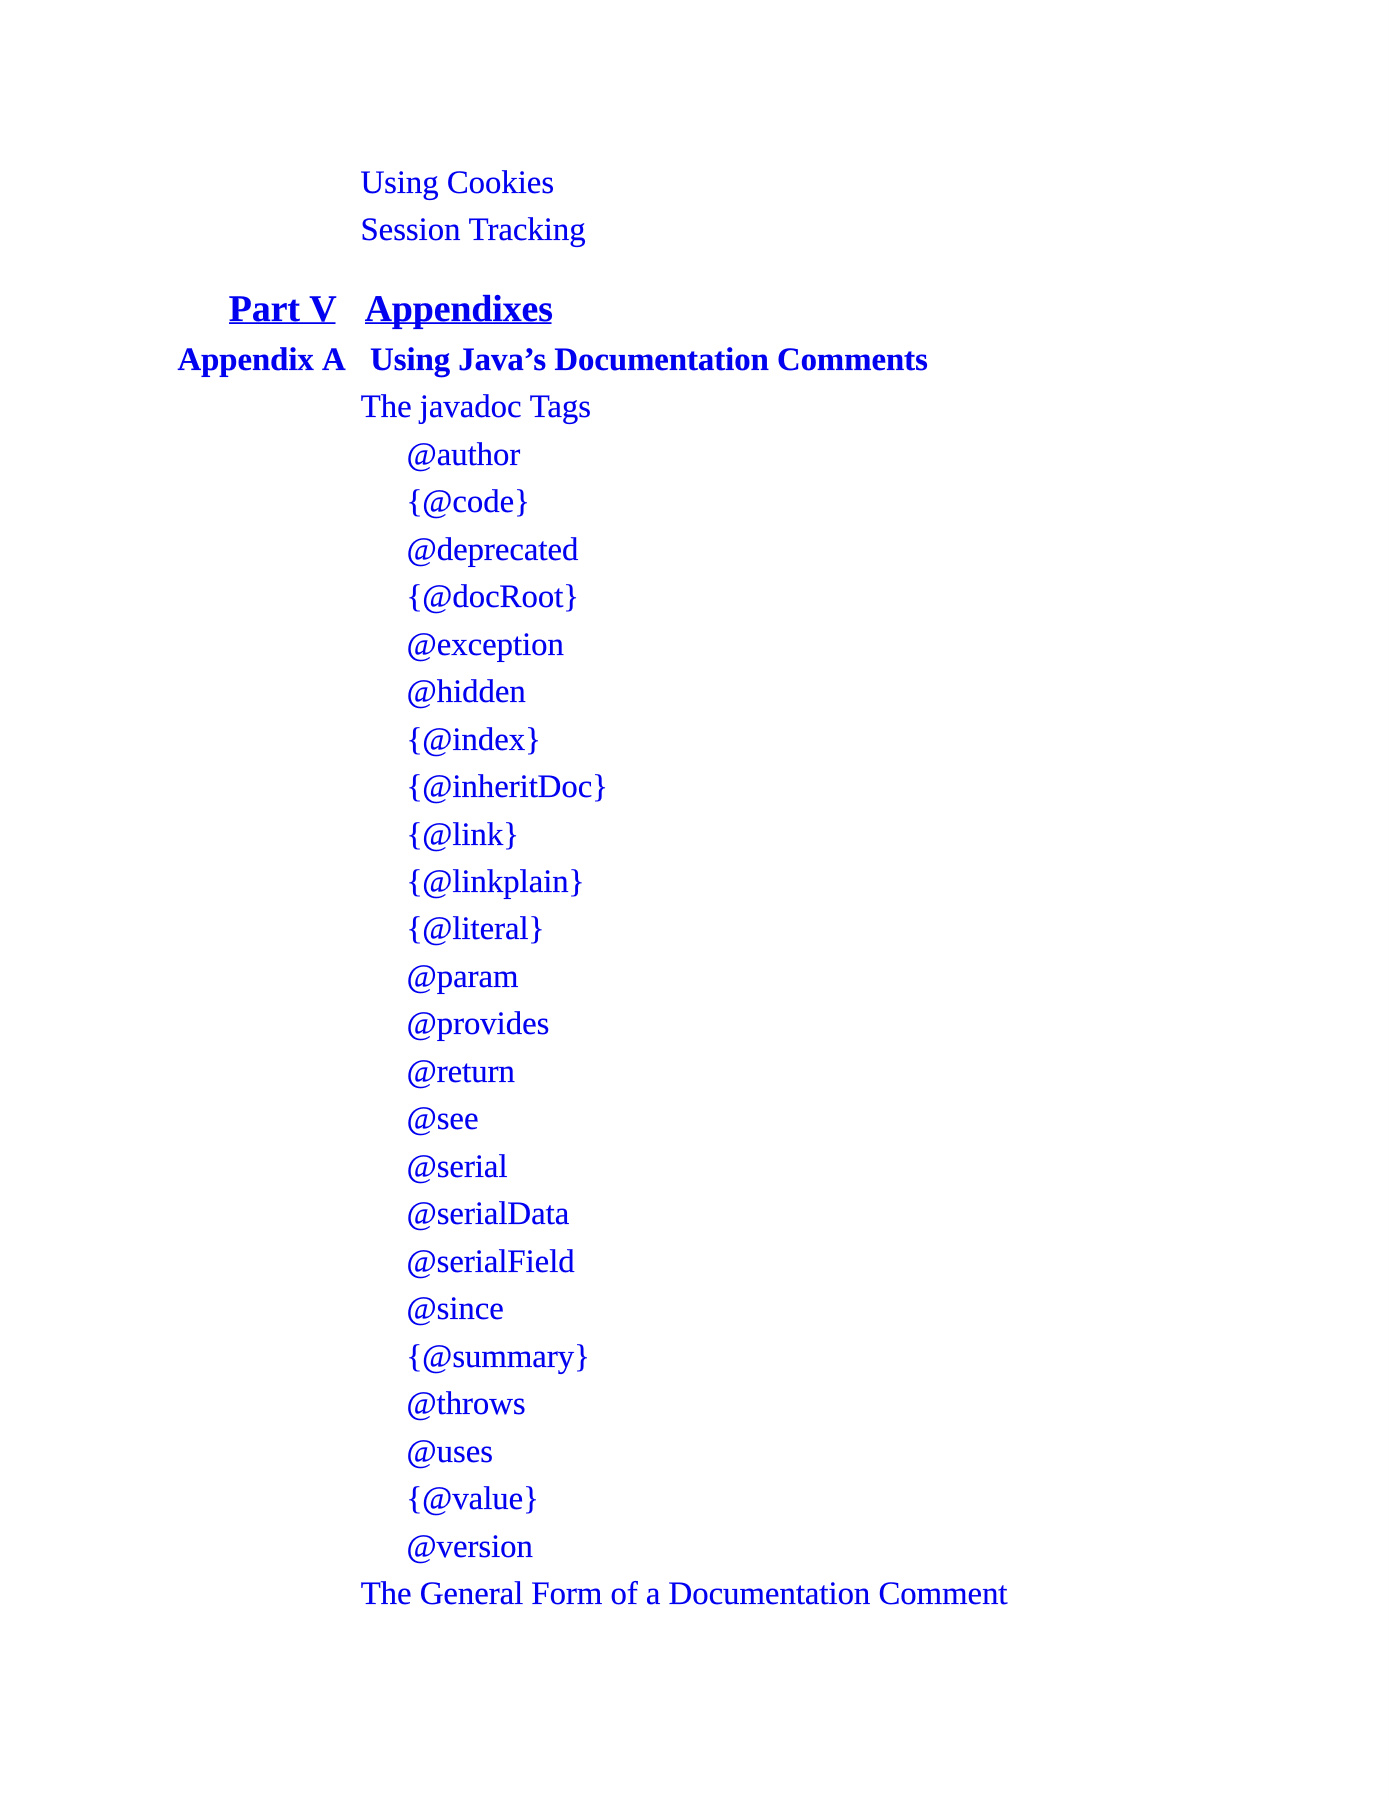 Using Cookies
Session Tracking
Part V Appendixes
Appendix A Using Java’s Documentation Comments
The javadoc Tags
@author
{@code}
@deprecated
{@docRoot}
@exception
@hidden
{@index}
{@inheritDoc}
{@link}
{@linkplain}
{@literal}
@param
@provides
@return
@see
@serial
@serialData
@serialField
@since
{@summary}
@throws
@uses
{@value}
@version
The General Form of a Documentation Comment